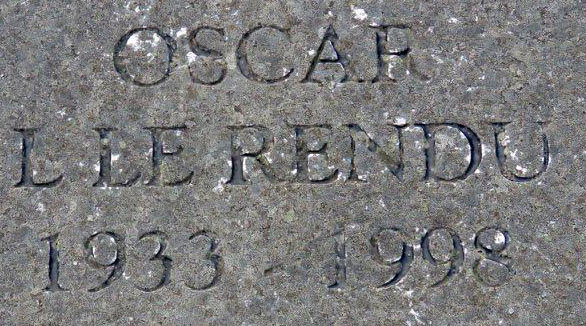 OSCAR
L LE RENDU
1933 - 1998